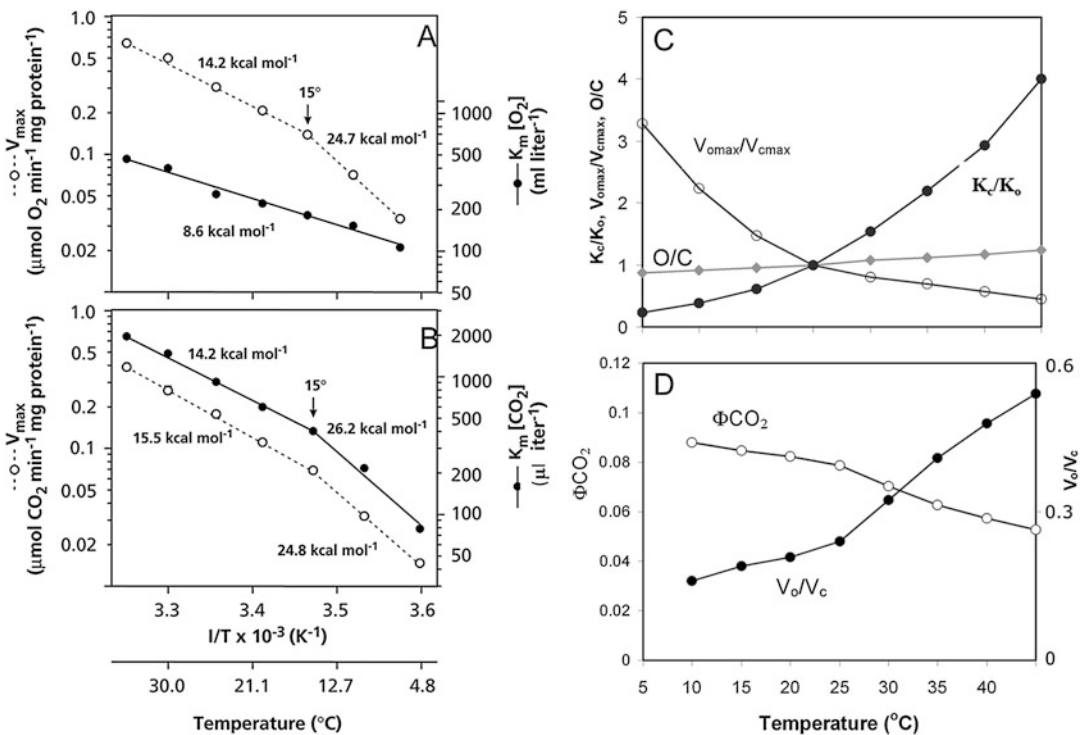 A
--○-- Vmax
(μmol O2 min-1 mg protein-1)
1.0
0.5
0.2
0.1
0.05
0.02
14.2 kcal mol-1
15°
24.7 kcal mol-1
8.6 kcal mol-1
1000
500
200
100
50
—●— Km [O2]
(ml liter-1)
B
--○-- Vmax
(μmol CO2 min-1 mg protein-1)
1.0
0.5
0.2
0.1
0.05
0.02
14.2 kcal mol-1
15°
15.5 kcal mol-1
26.2 kcal mol-1
24.8 kcal mol-1
2000
1000
500
200
100
50
—●— Km [CO2]
(μl iter-1)
3.3 3.4 3.5 3.6
I/T x 10-3 (K-1)
30.0 21.1 12.7 4.8
Temperature (°C)
C
Kc/Ko, Vomax/Vcmax, O/C
5
4
3
2
1
0
Vomax/Vcmax
Kc/Ko
O/C
5 10 15 20 25 30 35 40
D
ΦCO2
0.12
0.1
0.08
0.06
0.04
0.02
0
ΦCO2
Vo/Vc
0.6
0.3
0
Vo/Vc
5 10 15 20 25 30 35 40
Temperature (oC)